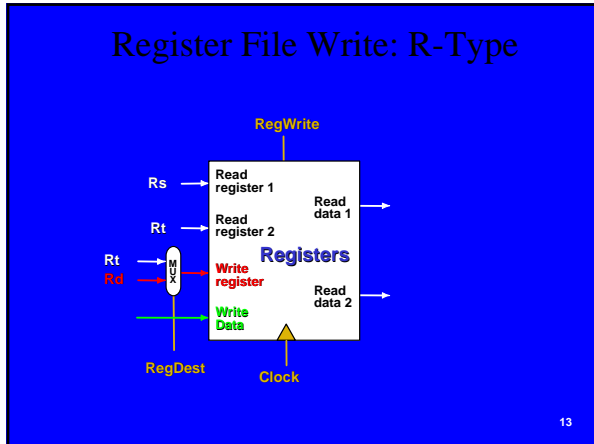 Register File Write: R-Type
RegWrite
Rs
Read
register 1
Rt
Read
register 2
Read
data 1
Registers
Rt
Rd
MUX
Write
register
Read
data 2
Write
Data
RegDest
Clock
13